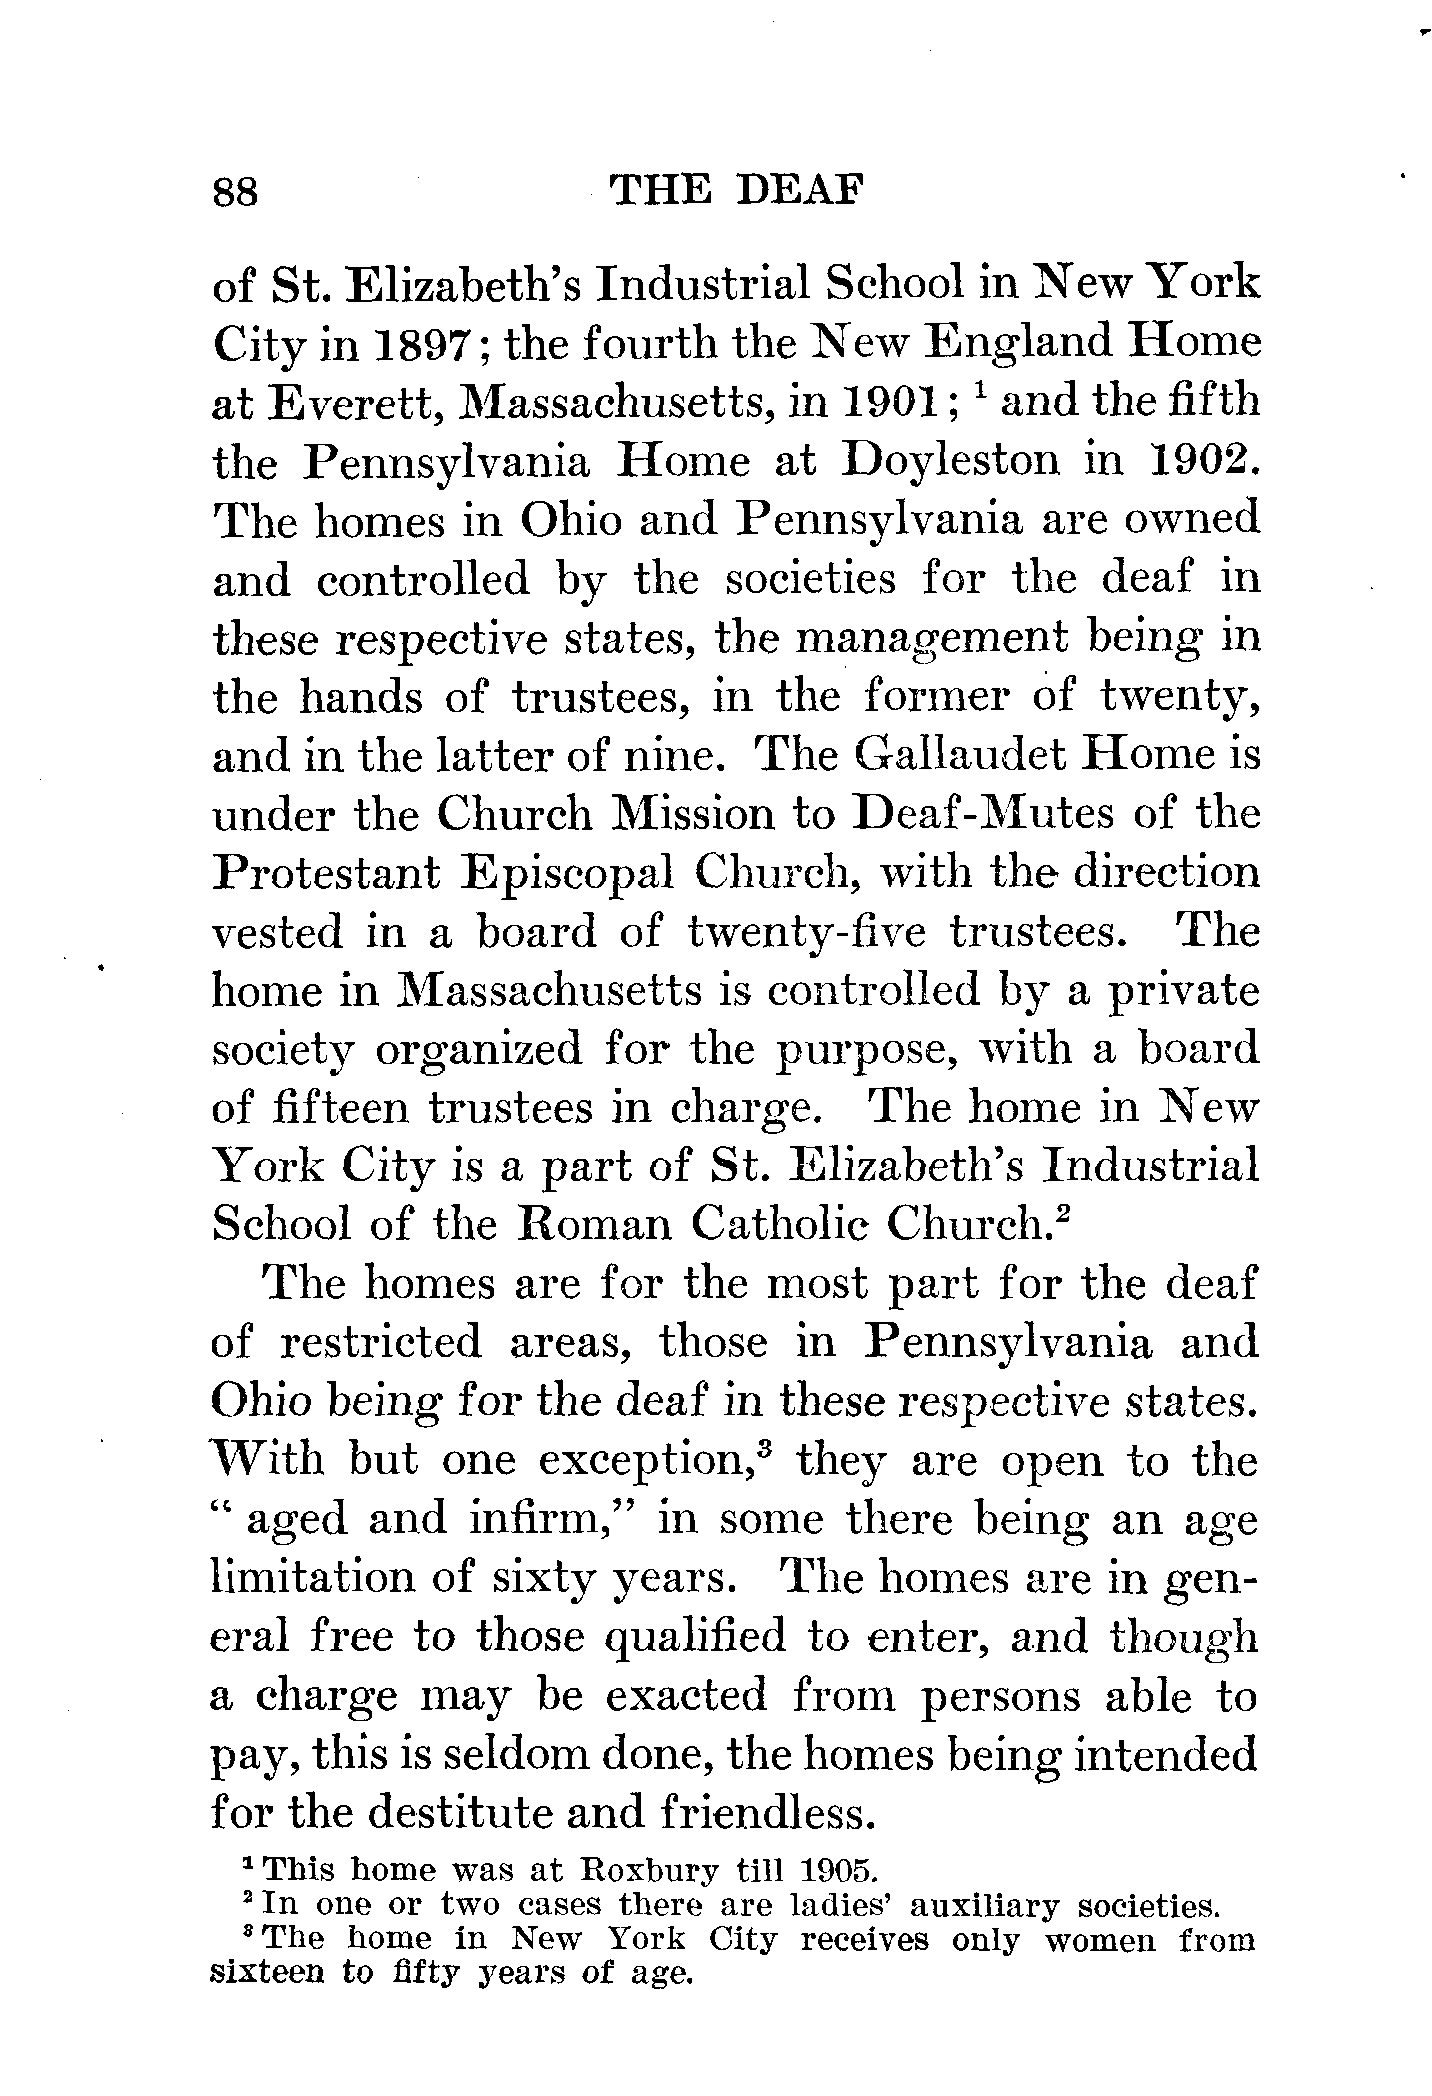 88 THE DEAF
of St. Elizabeth's Industrial School in New York
City in 1897; the fourth the New England Home
at Everett, Massachusetts, in 1901; ¹ and the fifth
the Pennsylvania Home at Doyleston in 1902.
The homes in Ohio and Pennsylvania are owned
and controlled by the societies for the deaf in
these respective states, the management being in
the hands of trustees, in the former of twenty,
and in the latter of nine. The Gallaudet Home is
under the Church Mission to Deaf-Mutes of the
Protestant Episcopal Church, with the direction
vested in a board of twenty-five trustees. The
home in Massachusetts is controlled by a private
society organized for the purpose, with a board
of fifteen trustees in charge. The home in New
York City is a part of St. Elizabeth's Industrial
School of the Roman Catholic Church.²
The homes are for the most part for the deaf
of restricted areas, those in Pennsylvania and
Ohio being for the deaf in these respective states.
With but one exception,³ they are open to the
" aged and infirm," in some there being an age
limitation of sixty years. The homes are in gen-
eral free to those qualified to enter, and though
a charge may be exacted from persons able to
pay, this is seldom done, the homes being intended
for the destitute and friendless.
¹ This home was at Roxbury till 1905.
² In one or two cases there are ladies' auxiliary societies.
³ The home in New York City receives only women from
sixteen to fifty years of age.